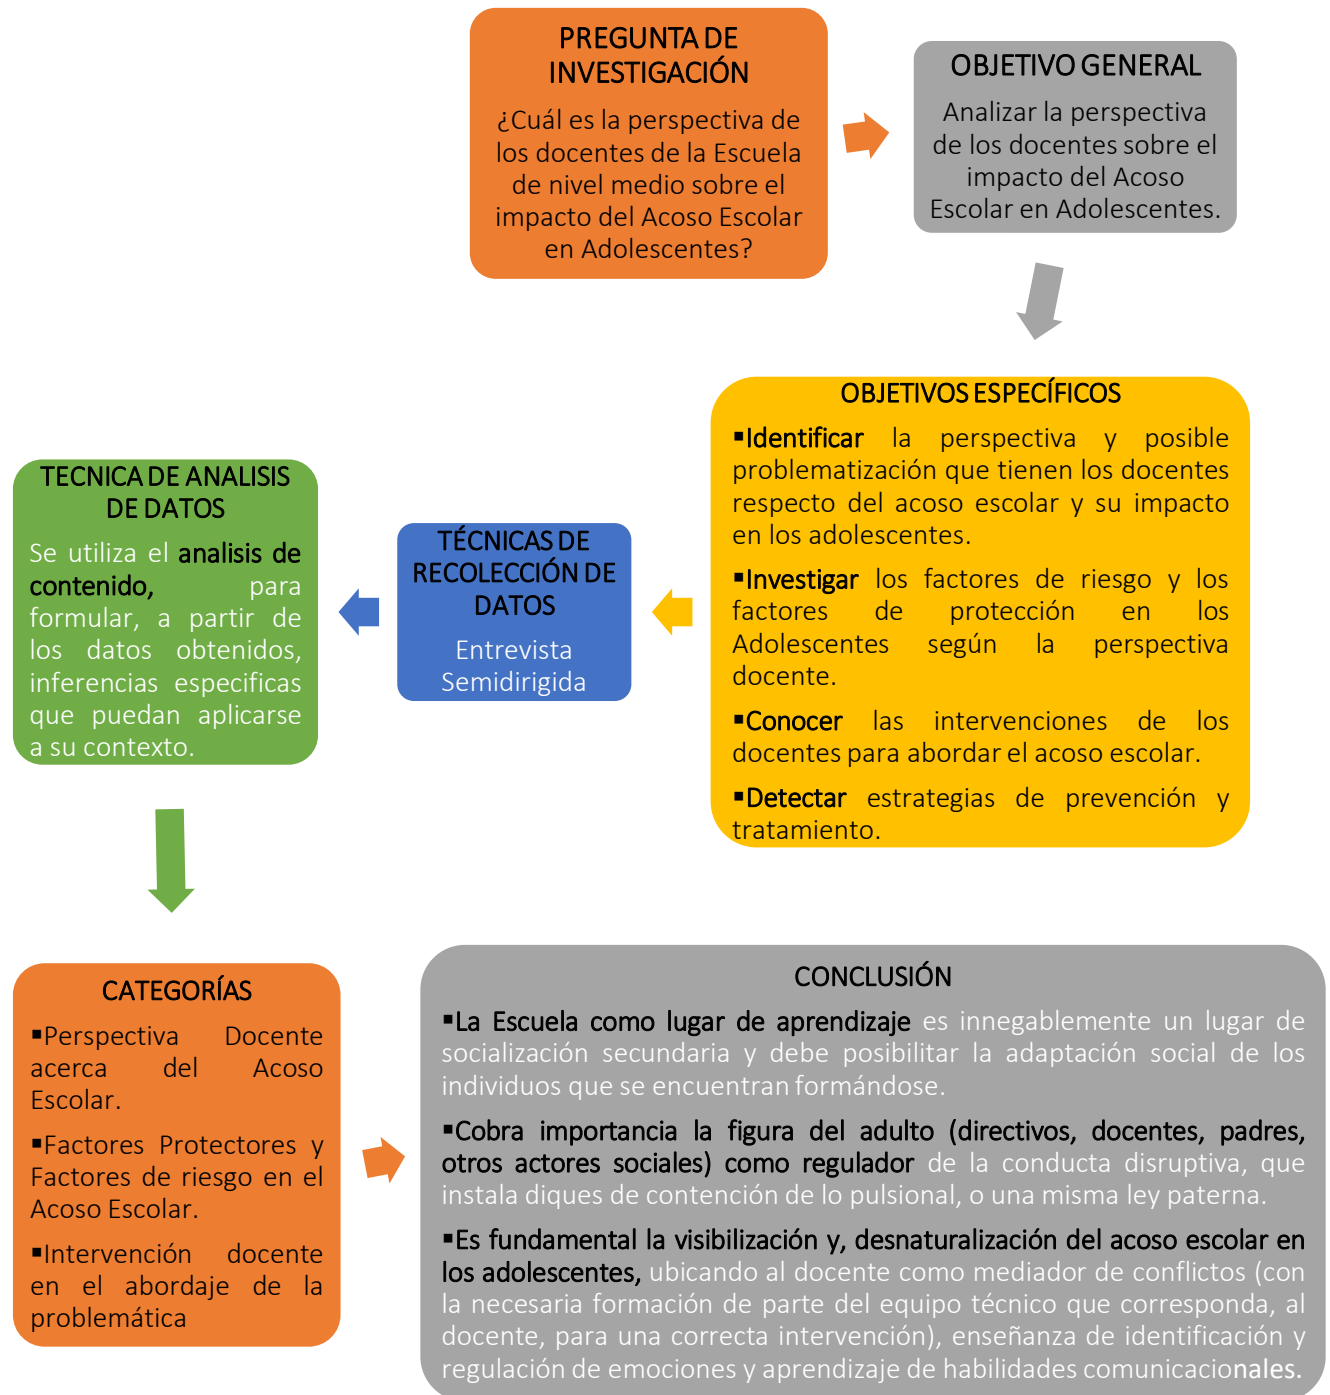 PREGUNTA DE
INVESTIGACIÓN
¿Cuál es la perspectiva de
los docentes de la Escuela
de nivel medio sobre el
impacto del Acoso Escolar
en Adolescentes?
OBJETIVO GENERAL
Analizar la perspectiva
de los docentes sobre el
impacto del Acoso
Escolar en Adolescentes.
OBJETIVOS ESPECÍFICOS
▪Identificar la perspectiva y posible
problematización que tienen los docentes
respecto del acoso escolar y su impacto
en los adolescentes.
▪Investigar los factores de riesgo y los
factores de protección en los
Adolescentes según la perspectiva
docente.
▪Conocer las intervenciones de los
docentes para abordar el acoso escolar.
▪Detectar estrategias de prevención y
tratamiento.
TÉCNICAS DE
RECOLECCIÓN DE
DATOS
Entrevista
Semidirigida
TECNICA DE ANALISIS
DE DATOS
Se utiliza el analisis de
contenido, para
formular, a partir de
los datos obtenidos,
inferencias especificas
que puedan aplicarse
a su contexto.
CATEGORÍAS
▪Perspectiva Docente
acerca del Acoso
Escolar.
▪Factores Protectores y
Factores de riesgo en el
Acoso Escolar.
▪Intervención docente
en el abordaje de la
problemática
CONCLUSIÓN
▪La Escuela como lugar de aprendizaje es innegablemente un lugar de
socialización secundaria y debe posibilitar la adaptación social de los
individuos que se encuentran formándose.
▪Cobra importancia la figura del adulto (directivos, docentes, padres,
otros actores sociales) como regulador de la conducta disruptiva, que
instala diques de contención de lo pulsional, o una misma ley paterna.
▪Es fundamental la visibilización y, desnaturalización del acoso escolar en
los adolescentes, ubicando al docente como mediador de conflictos (con
la necesaria formación de parte del equipo técnico que corresponda, al
docente, para una correcta intervención), enseñanza de identificación y
regulación de emociones y aprendizaje de habilidades comunicacionales.